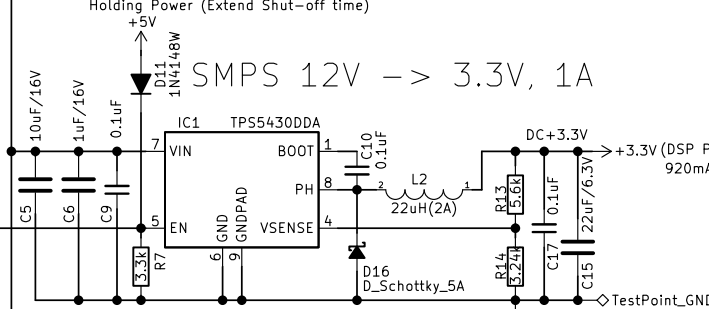 Holding Power (Extend Shut-off time)
+5V
D11
1N4148W
SMPS 12V -> 3.3V, 1A
10uF/16V
1uF/16V
0.1uF
IC1
TPS5430DDA
C10
0.1uF
DC+3.3V
7
VIN
BOOT
1
+3.3V
(DSP P
920mA
PH
8
L2
2
1
22uH(2A)
R13
5.6k
0.1uF
22uF/6.3V
C5
C6
C9
5
EN
GND
GNDPAD
VSENSE
4
3.3k
R7
6
9
D16
D_Schottky_5A
R14
3.24k
C17
C15
TestPoint_GND